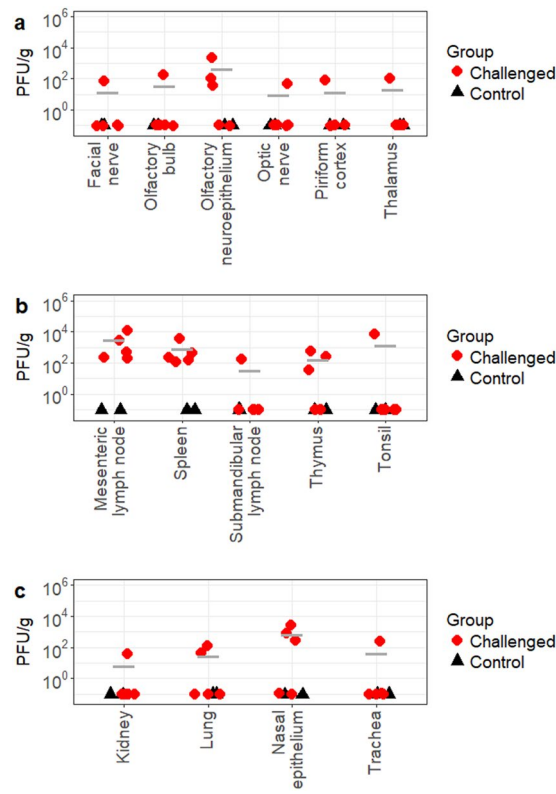 a
PFU/g
10^6
10^4
10^2
10^0
Facial
nerve
Olfactory
bulb
Olfactory
neuroepithelium
Optic
nerve
Piriform
cortex
Thalamus
Group
Challenged
Control
b
PFU/g
10^6
10^4
10^2
10^0
Mesenteric
lymph node
Spleen
Submandibular
lymph node
Thymus
Tonsil
Group
Challenged
Control
c
PFU/g
10^6
10^4
10^2
10^0
Kidney
Lung
Nasal
epithelium
Trachea
Group
Challenged
Control